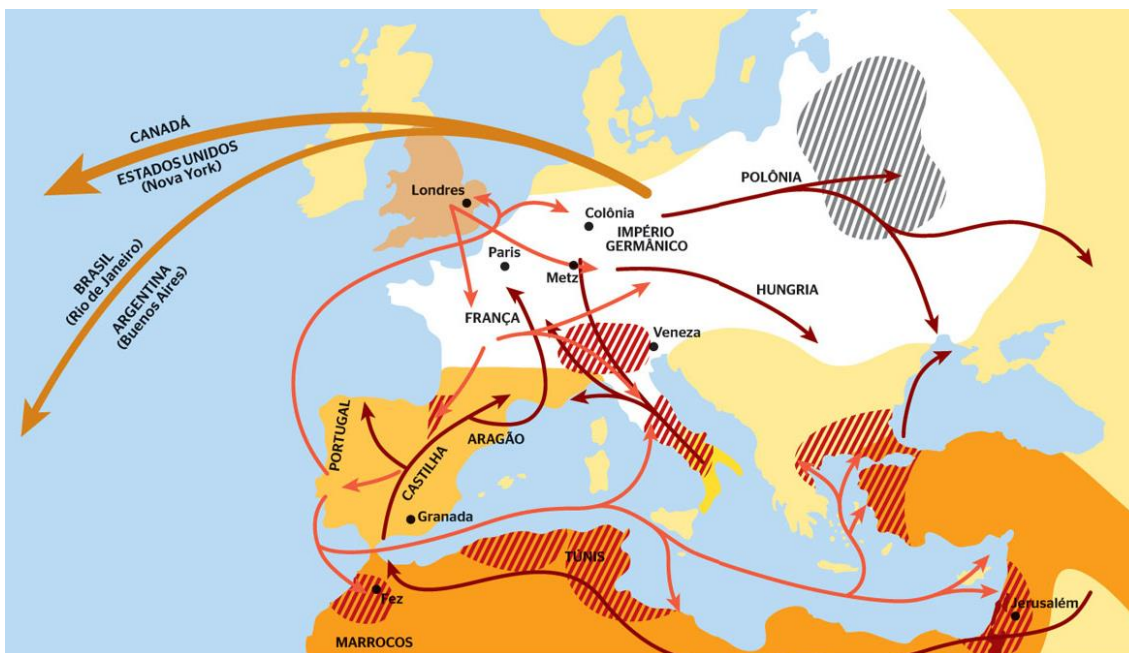 CANADÁ
ESTADOS UNIDOS
(Nova York)
BRASIL
(Rio de Janeiro)
ARGENTINA
(Buenos Aires)
Londres
Colônia
IMPÉRIO
GERMÂNICO
POLÔNIA
Paris
Metz
HUNGRIA
FRANÇA
Veneza
PORTUGAL
CASTILHA
ARAGÃO
Granada
TÚNIS
Fez
MARROCOS
Jerusalém